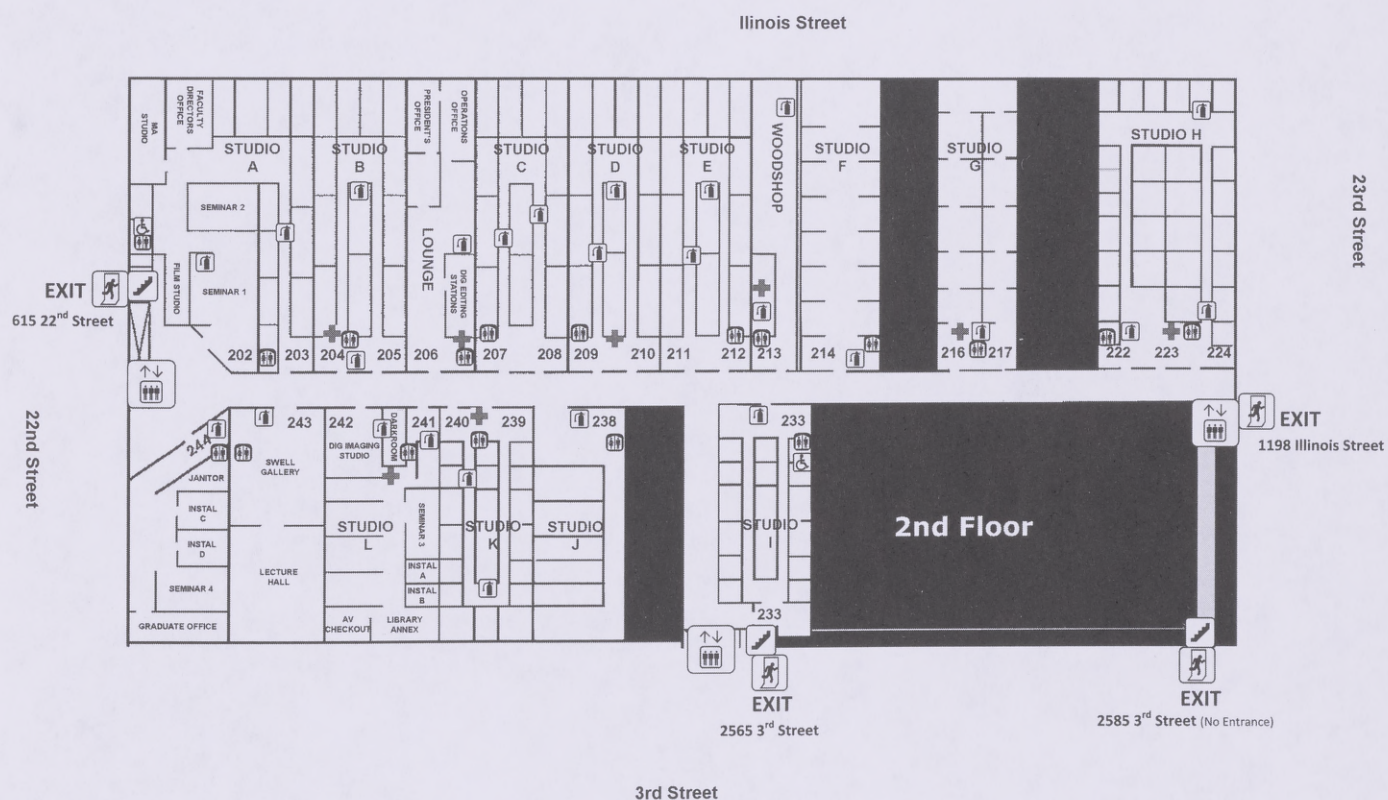 Ilinois Street
MA
STUDIO
FACULTY
DIRECTORS
OFFICE
STUDIO
A
STUDIO
B
PRESIDENT'S
OFFICE
OPERATIONS
OFFICE
STUDIO
C
STUDIO
D
STUDIO
E
WOODSHOP
STUDIO
F
STUDIO
G
STUDIO H
23rd Street
SEMINAR 2
SEMINAR 1
FILM STUDIO
LOUNGE
DIG EDITING
STATIONS
EXIT
615 22nd Street
202
203
204
205
206
207
208
209
210
211
212
213
214
216
217
222
223
224
22nd Street
244
243
242
DARKROOM
241
240
239
238
233
EXIT
1198 Illinois Street
JANITOR
INSTAL
C
INSTAL
D
SEMINAR 4
GRADUATE OFFICE
SWELL
GALLERY
LECTURE
HALL
DIG IMAGING
STUDIO
STUDIO
L
SEMINAR 3
INSTAL
A
INSTAL
B
AV
CHECKOUT
LIBRARY
ANNEX
STUDIO
K
STUDIO
J
STUDIO
I
2nd Floor
233
EXIT
2565 3rd Street
EXIT
2585 3rd Street (No Entrance)
3rd Street